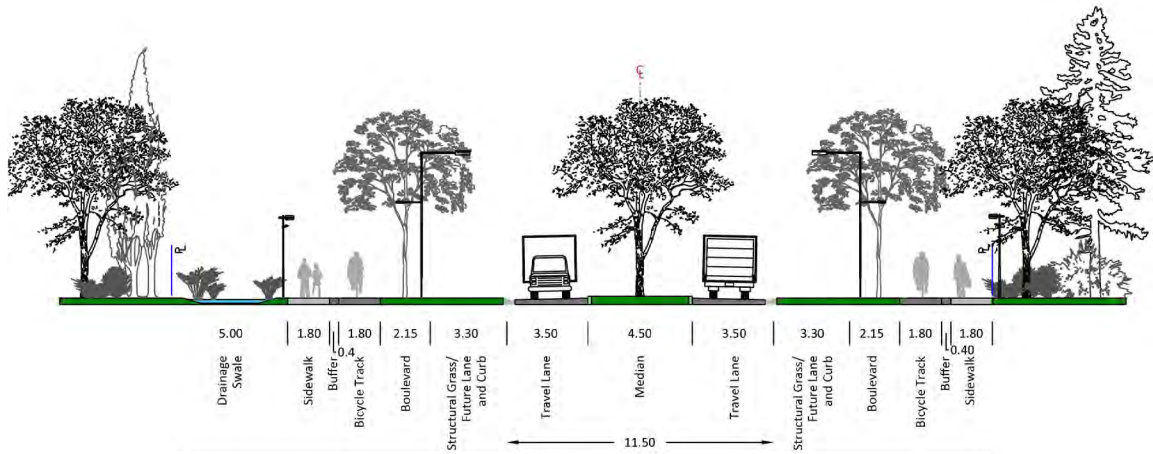 ℄
PL
PL
5.00
1.80
0.4
1.80
2.15
3.30
3.50
4.50
3.50
3.30
2.15
1.80
0.40
1.80
Drainage
Swale
Sidewalk
Buffer
Bicycle Track
Boulevard
Structural Grass/
Future Lane
and Curb
Travel Lane
Median
Travel Lane
Structural Grass/
Future Lane
and Curb
Boulevard
Bicycle Track
Buffer
Sidewalk
11.50